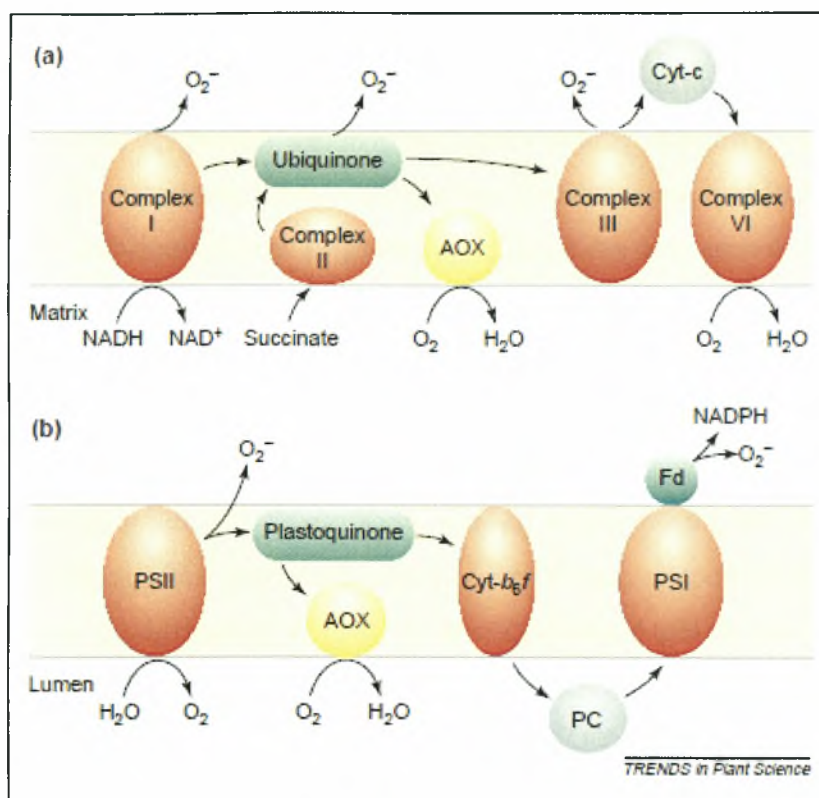 (a)
O₂⁻
O₂⁻
O₂⁻
Cyt-c
Ubiquinone
Complex
I
Complex
II
AOX
Complex
III
Complex
VI
Matrix
NADH
NAD⁺
Succinate
O₂
H₂O
O₂
H₂O
(b)
NADPH
O₂⁻
O₂⁻
Fd
Plastoquinone
PSII
Cyt-b₆f
PSI
AOX
Lumen
H₂O
O₂
O₂
H₂O
PC
TRENDS in Plant Science